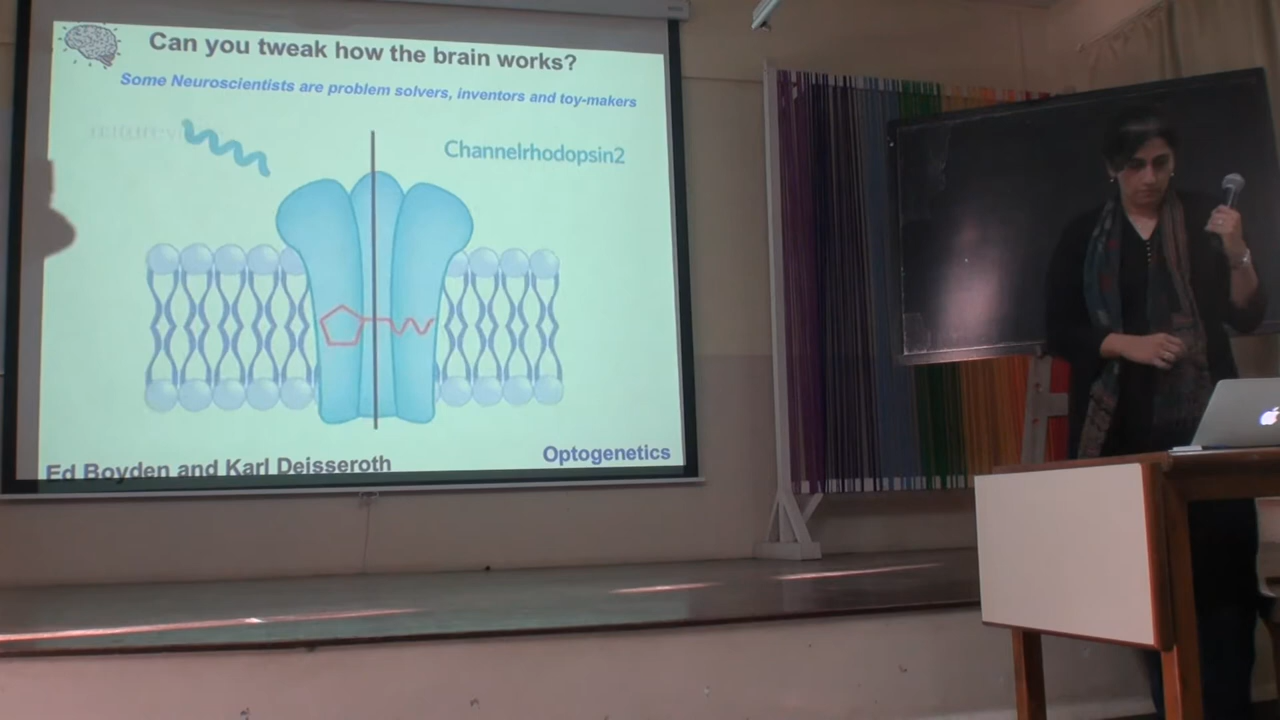 Can you tweak how the brain works?
Some Neuroscientists are problem solvers, inventors and toy-makers
Channelrhodopsin2
Optogenetics
Ed Boyden and Karl Deisseroth